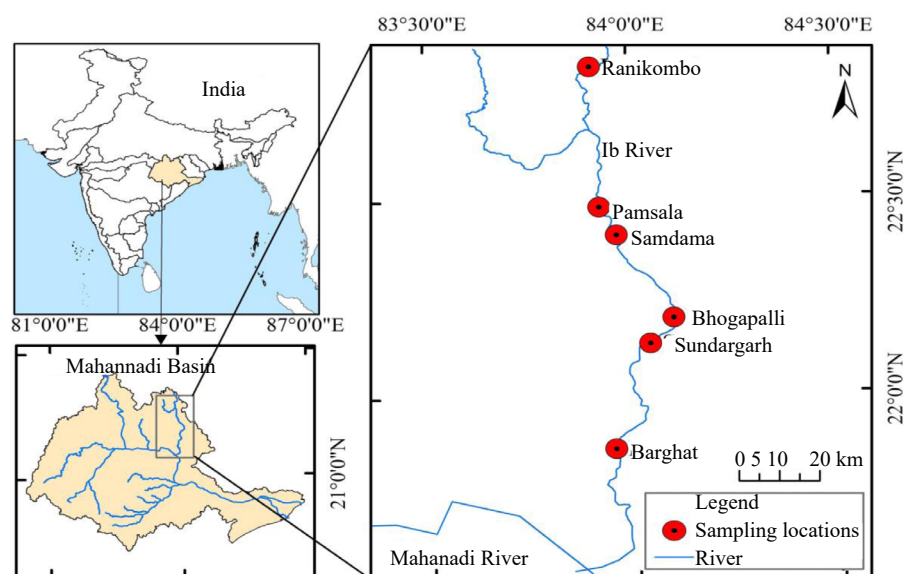 83°30'0"E
84°0'0"E
84°30'0"E
India
81°0'0"E
84°0'0"E
87°0'0"E
Mahannadi Basin
21°0'0"N
Ranikombo
N
Ib River
Pamsala
Samdama
22°30'0"N
Bhogapalli
Sundargarh
22°0'0"N
Barghat
0 5 10 20 km
Legend
Sampling locations
River
Mahanadi River